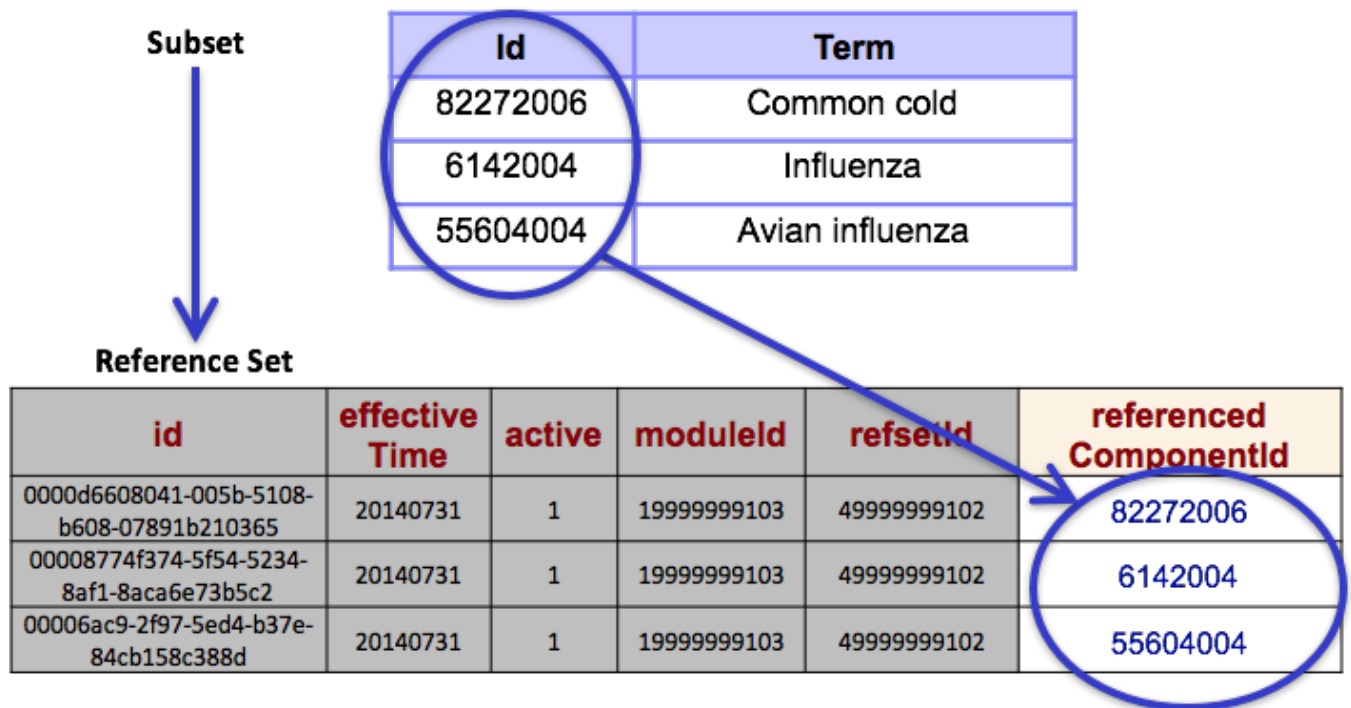 Subset
Id Term
82272006 Common cold
6142004 Influenza
55604004 Avian influenza
Reference Set
id effective Time active moduleId refsetId referenced ComponentId
0000d6608041-005b-5108-
b608-07891b210365 20140731 1 19999999103 49999999102 82272006
00008774f374-5f54-5234-
8af1-8aca6e73b5c2 20140731 1 19999999103 49999999102 6142004
00006ac9-2f97-5ed4-b37e-
84cb158c388d 20140731 1 19999999103 49999999102 55604004